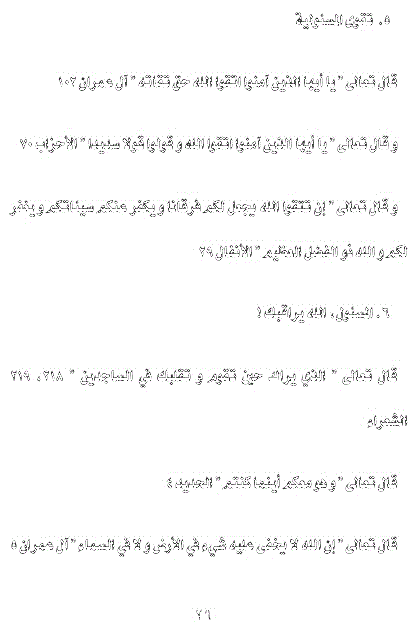 ٥. تقوى المسئولية
قال تعالى " يا أيها الذين آمنوا اتقوا الله حق تقاته " آل عمران ١٠٢
و قال تعالى " يا أيها الذين آمنوا اتقوا الله و قولوا قولا سديدا " الأحزاب ٧٠
و قال تعالى " إن تتقوا الله يجعل لكم فرقانا و يكفر عنكم سيئاتكم و يغفر
لكم و الله ذو الفضل العظيم " الأنفال ٢٩
٦. المسئول، الله يراقبك !
قال تعالى " الذي يراك حين تقوم و تقلبك في الساجدين " ٢١٨، ٢١٩
الشعراء
قال تعالى " و هو معكم أينما كنتم " الحديد ٤
قال تعالى " إن الله لا يخفى عليه شيء في الأرض و لا في السماء " آل عمران ٥
٢٦